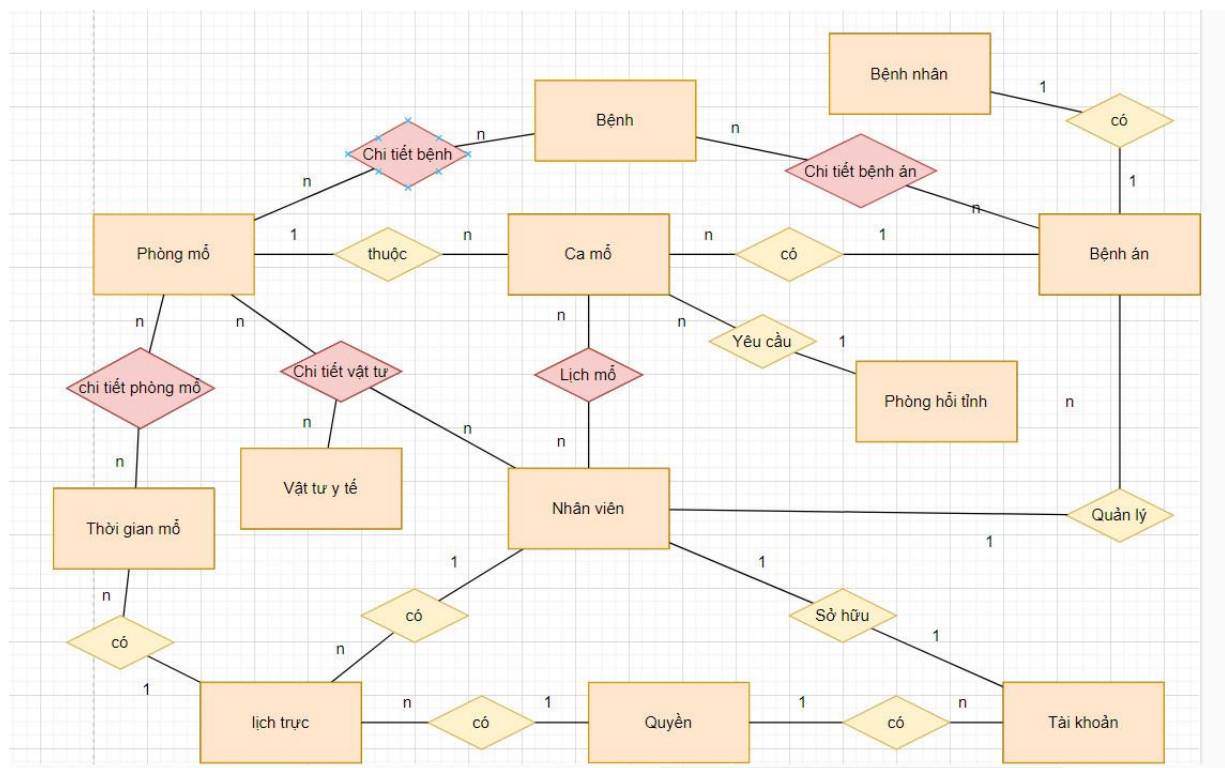 Bệnh nhân
1
Bệnh
có
n
n
Chi tiết bệnh
Chi tiết bệnh án
n
1
n
Phòng mổ
1
thuộc
n
Ca mổ
n
có
1
Bệnh án
n
n
n
n
Yêu cầu
1
chi tiết phòng mổ
Chi tiết vật tư
Lịch mổ
Phòng hồi tỉnh
n
n
n
n
n
Vật tư y tế
Nhân viên
Thời gian mổ
Quản lý
1
1
1
n
có
có
Sở hữu
n
1
1
lịch trực
n
có
1
Quyền
1
có
n
Tài khoản